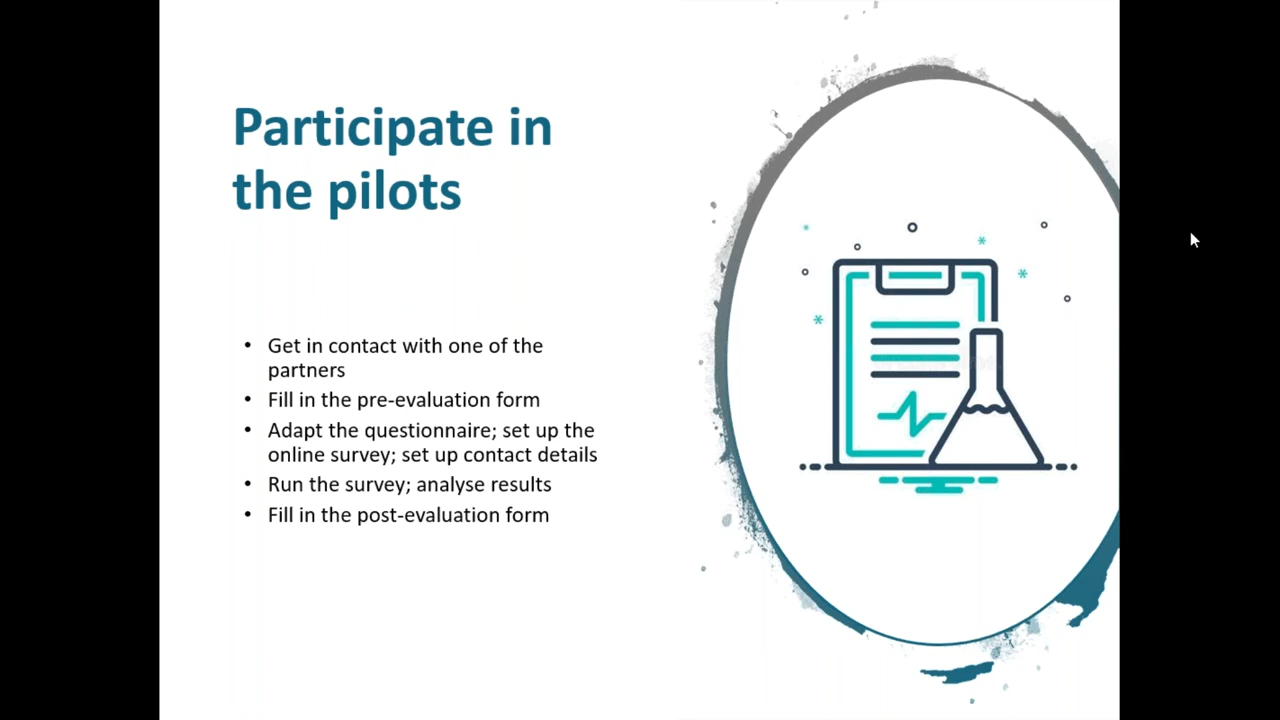 Participate in
the pilots
• Get in contact with one of the
partners
• Fill in the pre-evaluation form
• Adapt the questionnaire; set up the
online survey; set up contact details
• Run the survey; analyse results
• Fill in the post-evaluation form